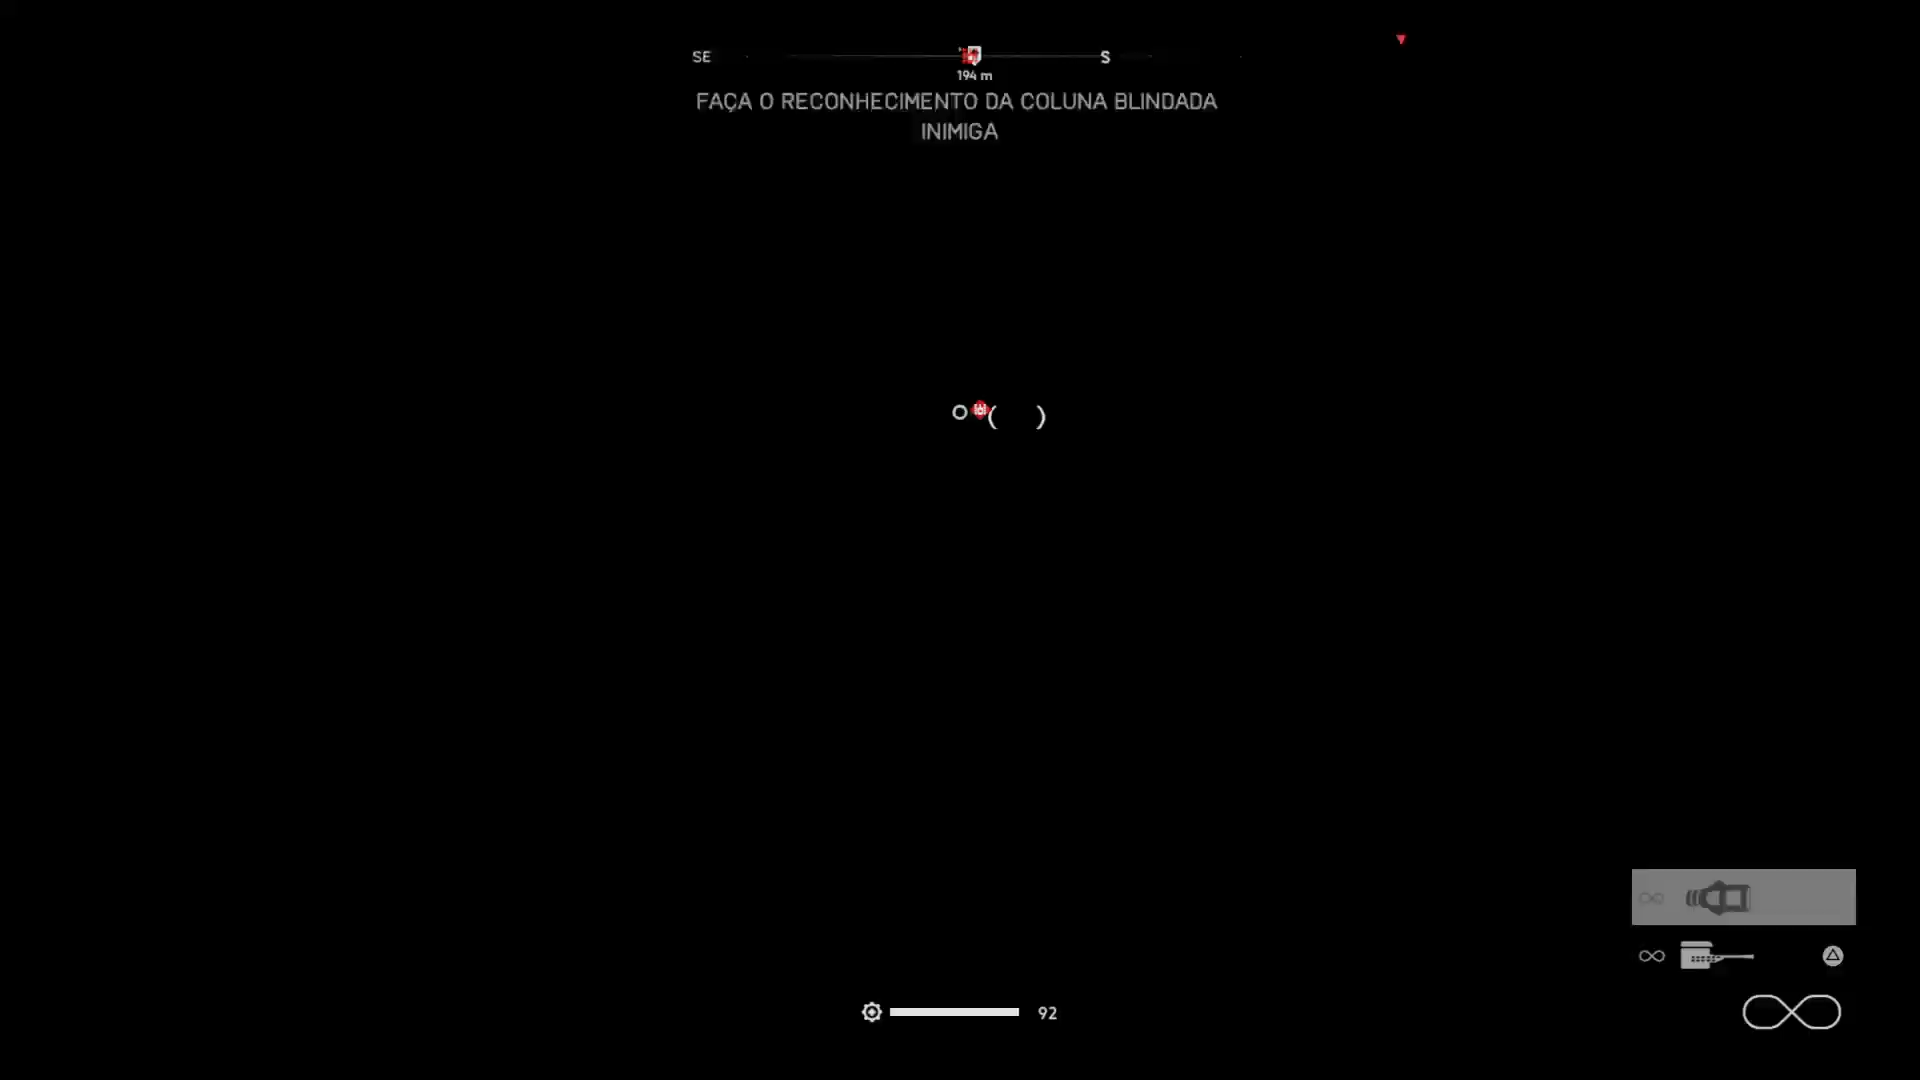 SE
S
194 m
FAÇA O RECONHECIMENTO DA COLUNA BLINDADA
INIMIGA
92